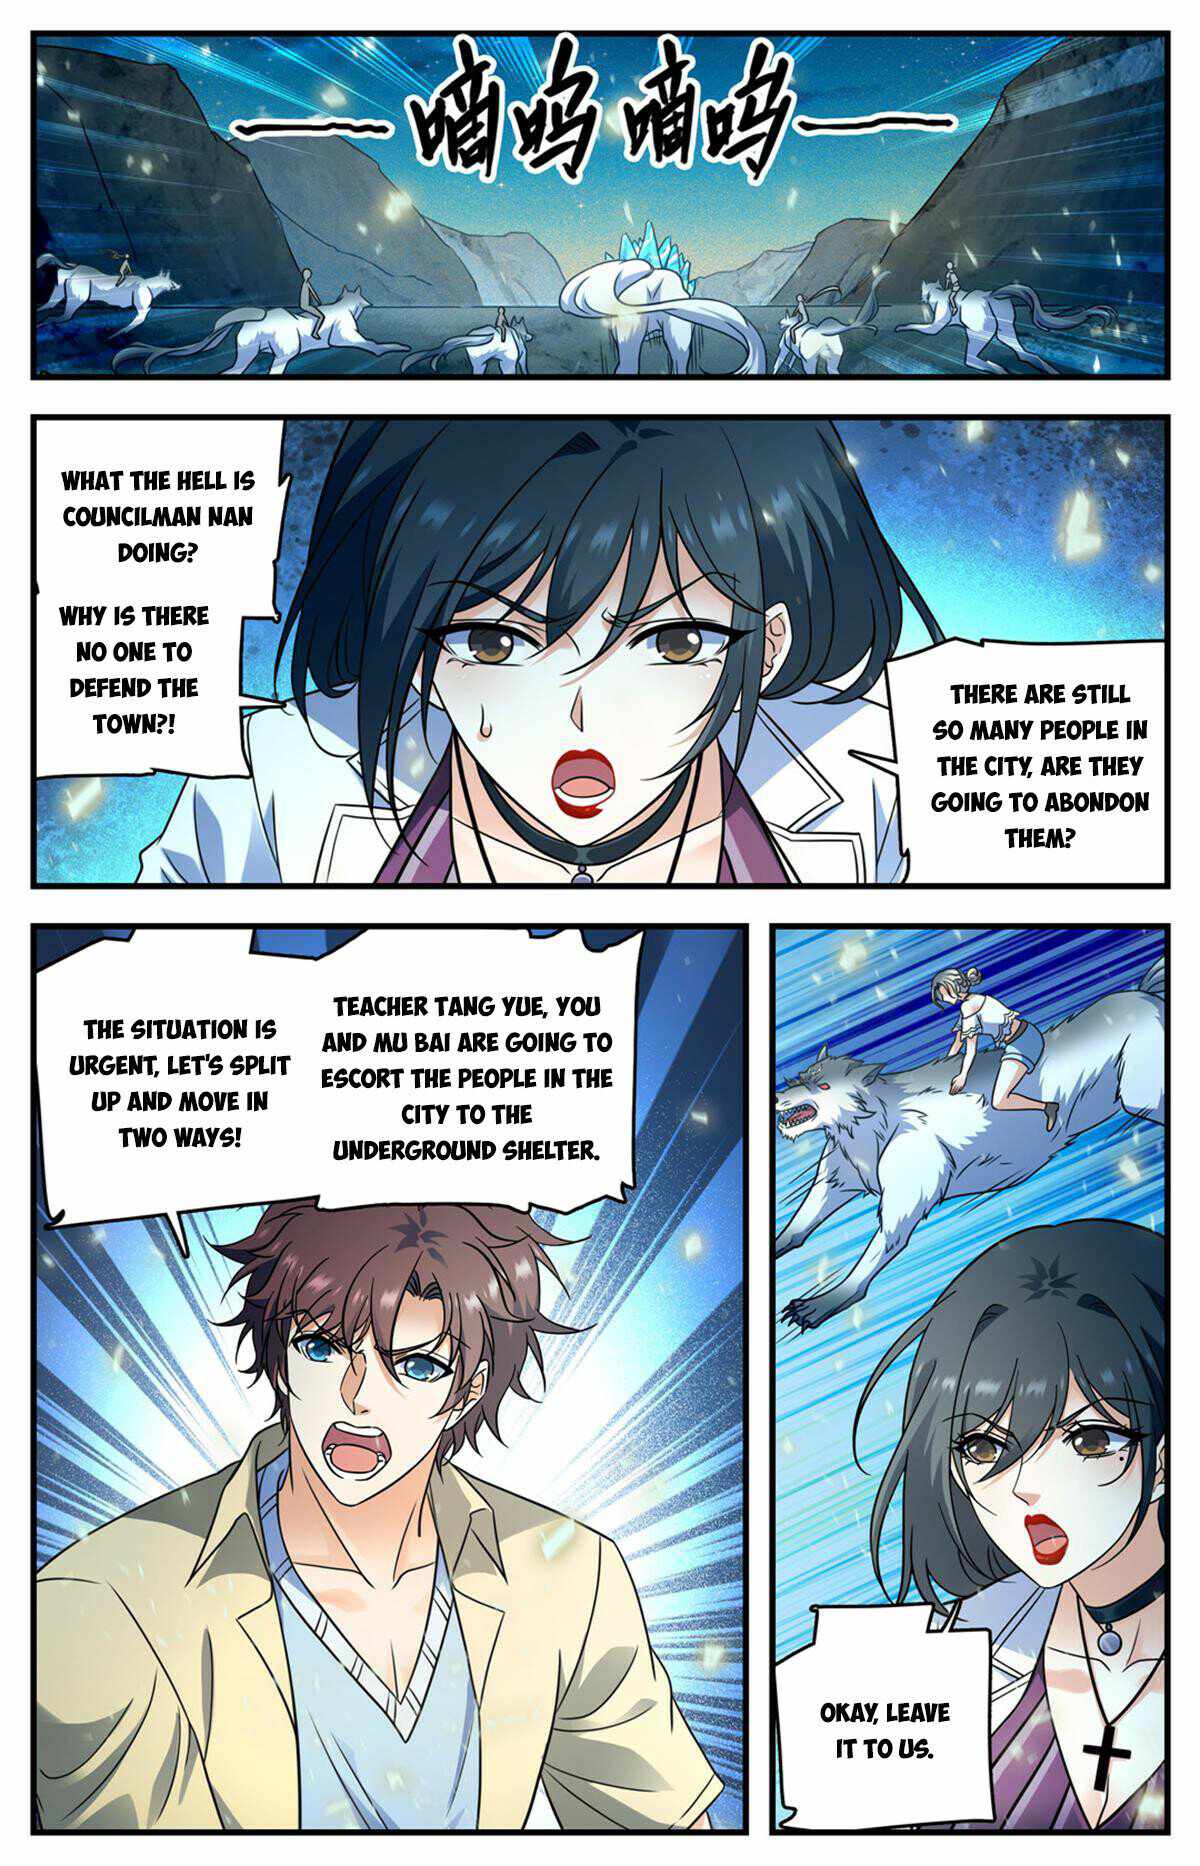 ——嘀呜嘀呜——
WHAT THE HELL IS
COUNCILMAN NAN
DOING?
WHY IS THERE
NO ONE TO
DEFEND THE
TOWN?!
THERE ARE STILL
SO MANY PEOPLE IN
THE CITY, ARE THEY
GOING TO ABONDON
THEM?
THE SITUATION IS
URGENT, LET'S SPLIT
UP AND MOVE IN
TWO WAYS!
TEACHER TANG YUE, YOU
AND MU BAI ARE GOING TO
ESCORT THE PEOPLE IN THE
CITY TO THE
UNDERGROUND SHELTER.
OKAY, LEAVE
IT TO US.